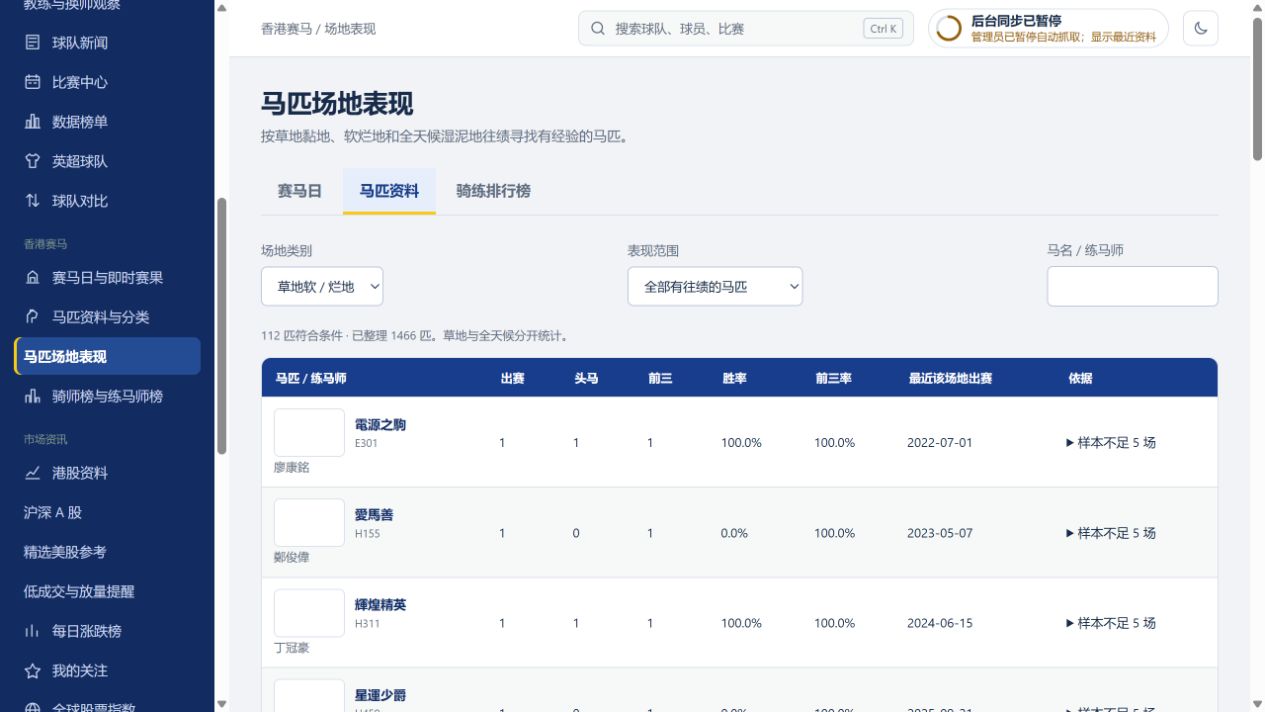 教练与换帅观察
球队新闻
比赛中心
数据榜单
英超球队
球队对比
香港赛马
赛马日与即时赛果
马匹资料与分类
马匹场地表现
骑师榜与练马师榜
市场资讯
港股资料
沪深 A 股
精选美股参考
低成交与放量提醒
每日涨跌榜
我的关注
全球股票指数
香港赛马 / 场地表现
搜索球队、球员、比赛
Ctrl K
后台同步已暂停
管理员已暂停自动抓取；显示最近资料
马匹场地表现
按草地黏地、软烂地和全天候湿泥地往绩寻找有经验的马匹。
赛马日 马匹资料 骑练排行榜
场地类别 表现范围 马名 / 练马师
草地软 / 烂地 全部有往绩的马匹
112 匹符合条件 · 已整理 1466 匹。草地与全天候分开统计。
马匹 / 练马师 出赛 头马 前三 胜率 前三率 最近该场地出赛 依据
電源之駒
E301
廖康銘
1 1 1 100.0% 100.0% 2022-07-01 ▶ 样本不足 5 场
愛馬善
H155
鄭俊偉
1 0 1 0.0% 100.0% 2023-05-07 ▶ 样本不足 5 场
輝煌精英
H311
丁冠豪
1 1 1 100.0% 100.0% 2024-06-15 ▶ 样本不足 5 场
星運少爵